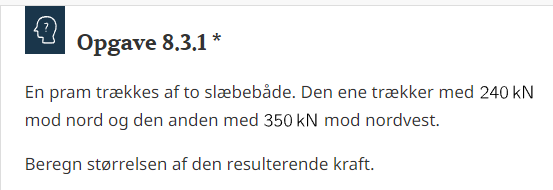 Opgave 8.3.1 *
En pram trækkes af to slæbebåde. Den ene trækker med 240 kN
mod nord og den anden med 350 kN mod nordvest.
Beregn størrelsen af den resulterende kraft.